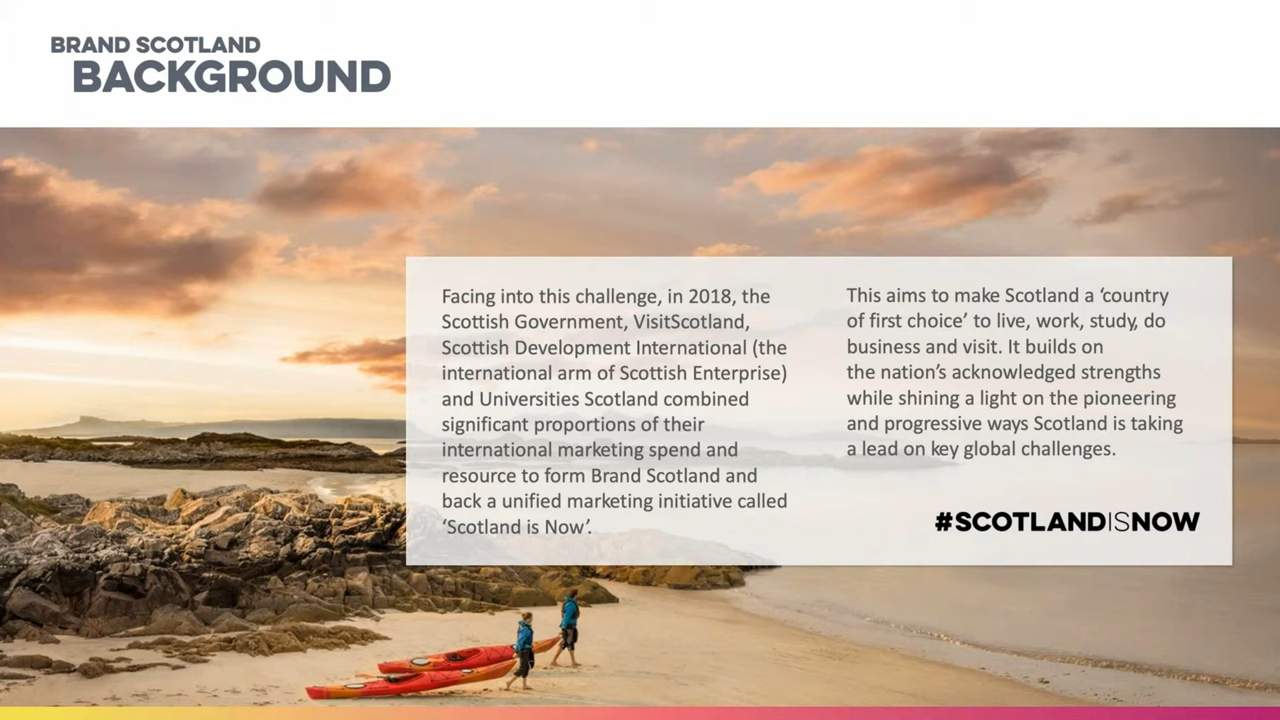 BRAND SCOTLAND
BACKGROUND
Facing into this challenge, in 2018, the
Scottish Government, VisitScotland,
Scottish Development International (the
international arm of Scottish Enterprise)
and Universities Scotland combined
significant proportions of their
international marketing spend and
resource to form Brand Scotland and
back a unified marketing initiative called
‘Scotland is Now’.
This aims to make Scotland a ‘country
of first choice’ to live, work, study, do
business and visit. It builds on
the nation’s acknowledged strengths
while shining a light on the pioneering
and progressive ways Scotland is taking
a lead on key global challenges.
#SCOTLANDISNOW